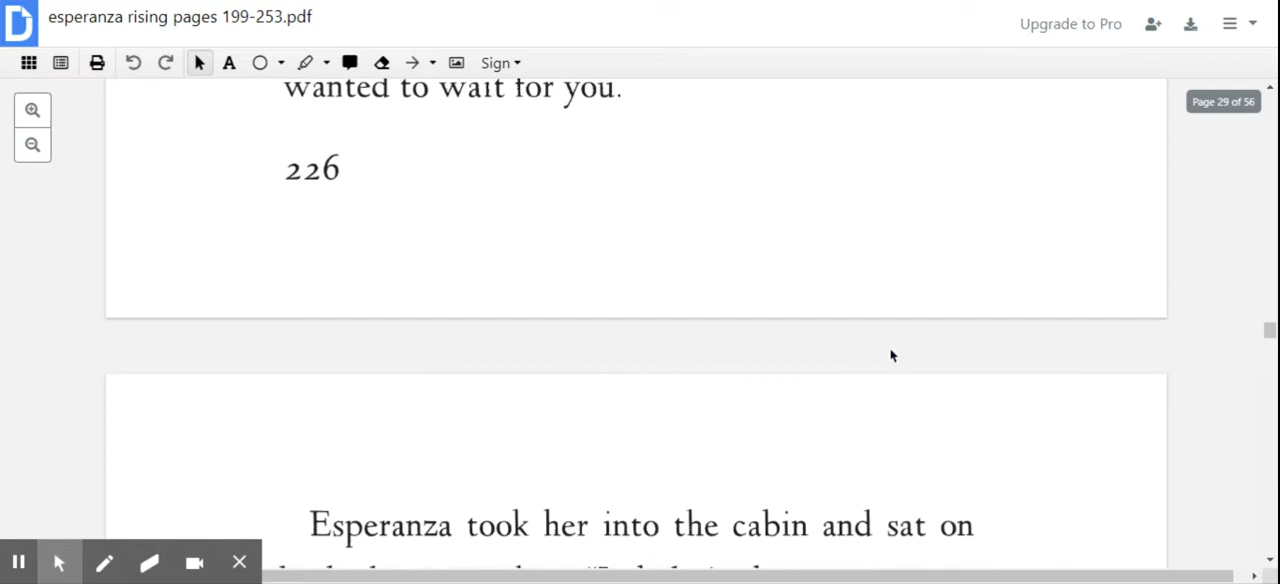 esperanza rising pages 199-253.pdf
Upgrade to Pro
A
Sign
Page 29 of 56
wanted to wait for you.
226
Esperanza took her into the cabin and sat on